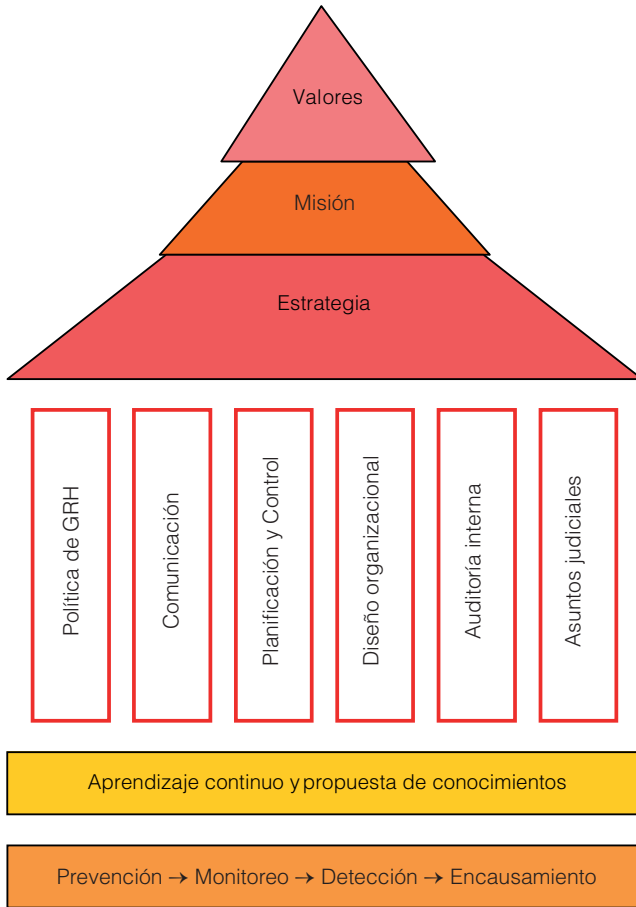 Valores
Misión
Estrategia
Política de GRH
Comunicación
Planificación y Control
Diseño organizacional
Auditoría interna
Asuntos judiciales
Aprendizaje continuo y propuesta de conocimientos
Prevención → Monitoreo → Detección → Encausamiento